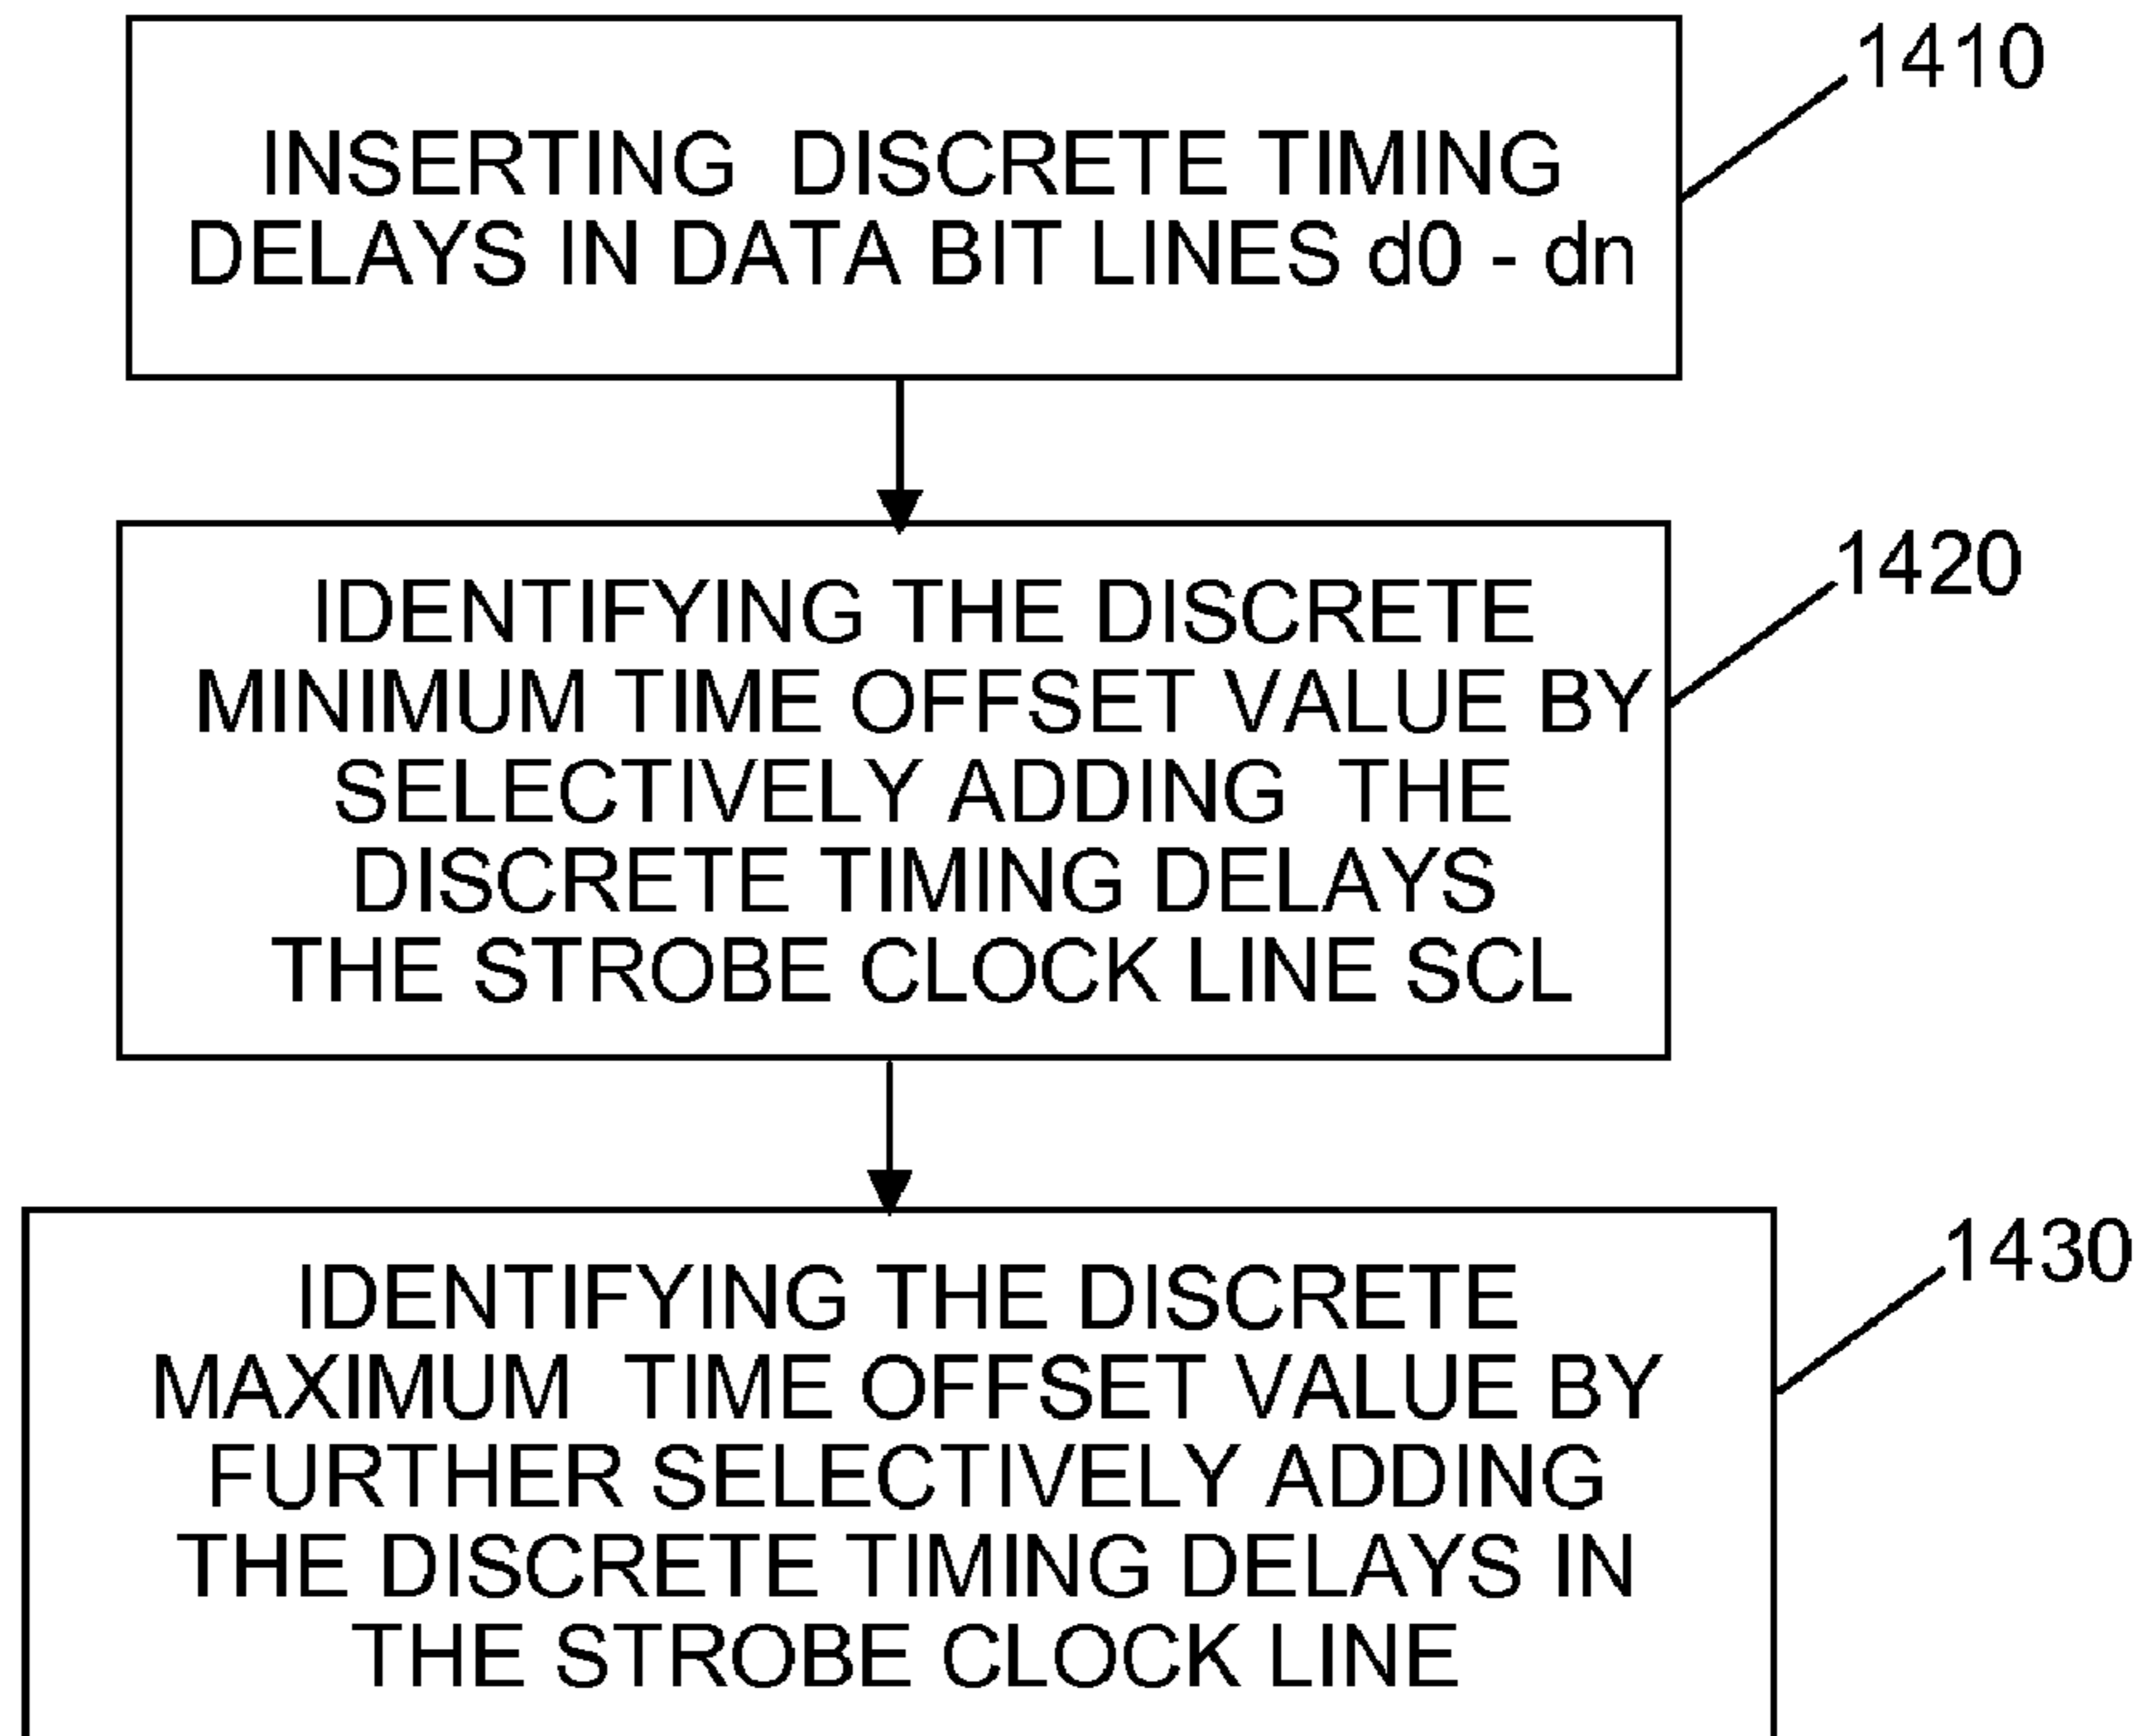 1410
INSERTING DISCRETE TIMING
DELAYS IN DATA BIT LINES d0 - dn
1420
IDENTIFYING THE DISCRETE
MINIMUM TIME OFFSET VALUE BY
SELECTIVELY ADDING THE
DISCRETE TIMING DELAYS
THE STROBE CLOCK LINE SCL
1430
IDENTIFYING THE DISCRETE
MAXIMUM TIME OFFSET VALUE BY
FURTHER SELECTIVELY ADDING
THE DISCRETE TIMING DELAYS IN
THE STROBE CLOCK LINE